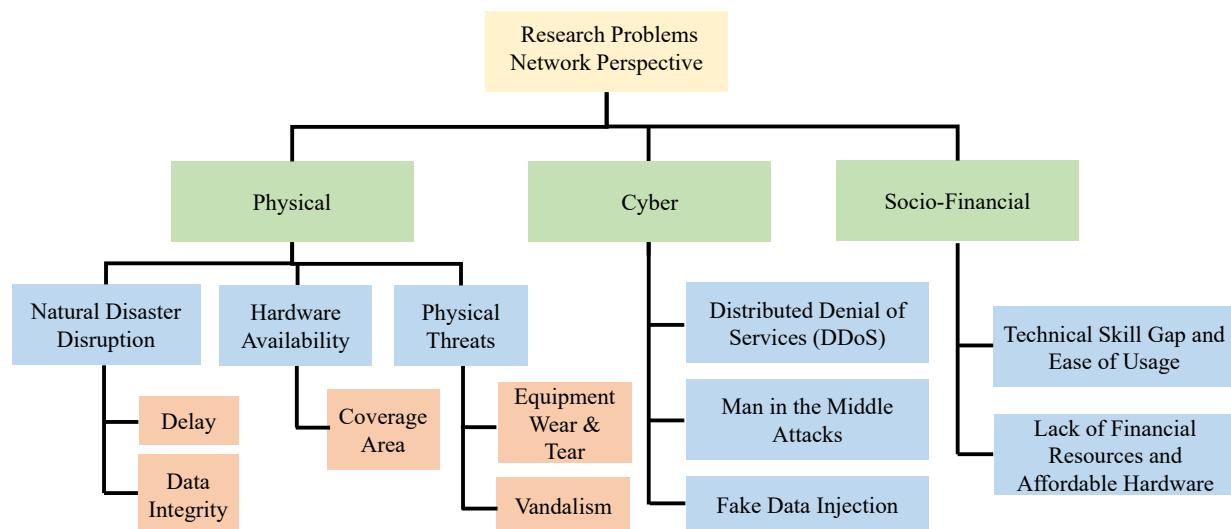 Research Problems
Network Perspective
Physical
Cyber
Socio-Financial
Natural Disaster
Disruption
Hardware
Availability
Physical
Threats
Delay
Data
Integrity
Coverage
Area
Equipment
Wear &
Tear
Vandalism
Distributed Denial of
Services (DDoS)
Man in the Middle
Attacks
Fake Data Injection
Technical Skill Gap and
Ease of Usage
Lack of Financial
Resources and
Affordable Hardware